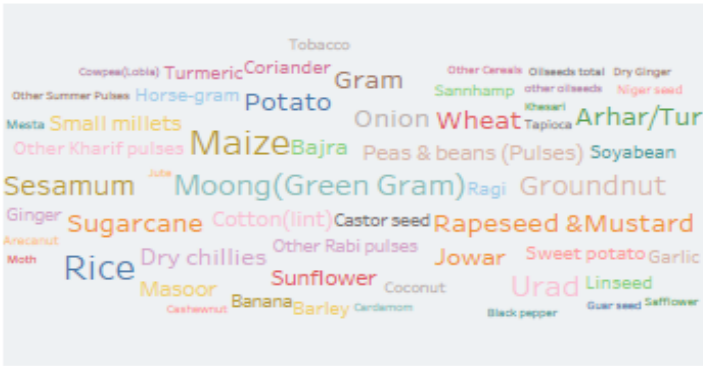 Tobacco
Cowpea(Lobia) Turmeric Coriander Gram Other Cereals Oilseeds total Dry Ginger
Other Summer Pulses Horse-gram Potato Sannhamp other oilseeds Niger seed
Mesta Small millets Onion Wheat Khesari Tapioca Arhar/Tur
Other Kharif pulses Maize Bajra Peas & beans (Pulses) Soyabean
Sesamum Jute Moong(Green Gram) Ragi Groundnut
Ginger Sugarcane Cotton(lint) Castor seed Rapeseed &Mustard
Arecanut
Moth Rice Dry chillies Other Rabi pulses Jowar Sweet potato Garlic
Masoor Sunflower Coconut Urad Linseed
Cashewnut Banana Barley Cardamom Black pepper Guar seed Safflower